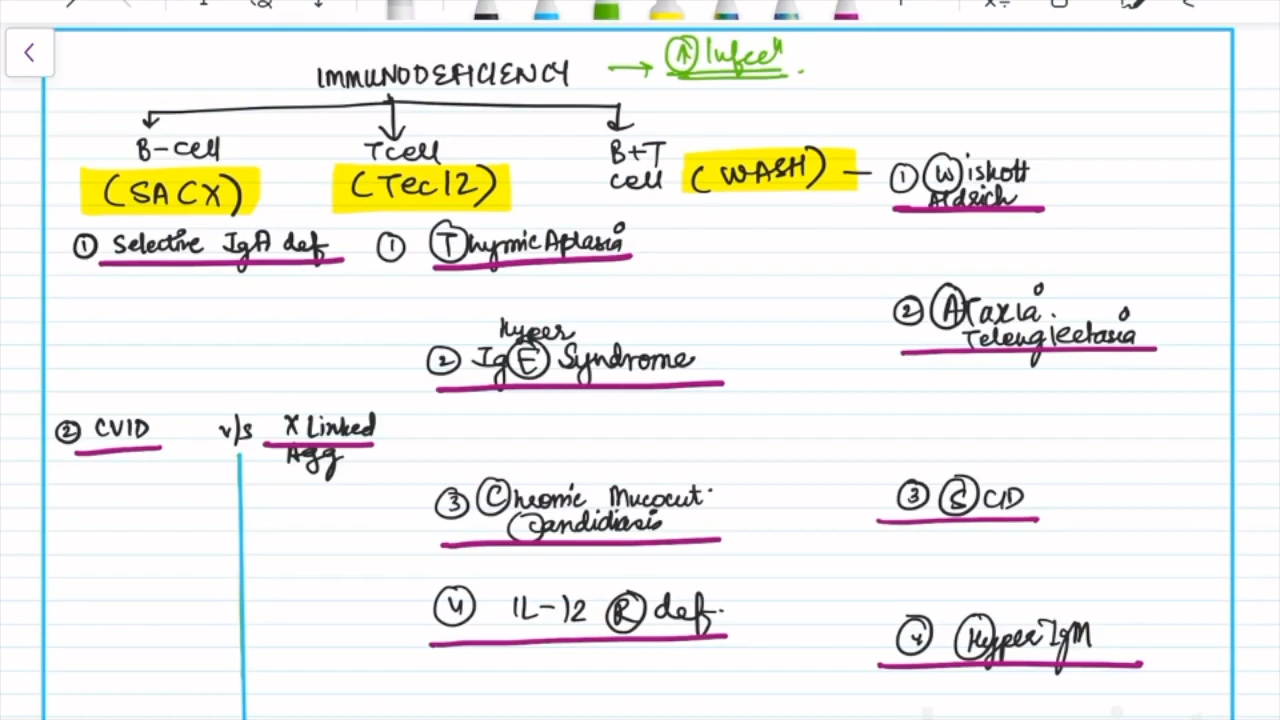 IMMUNODEFICIENCY → ↑ Infcⁿ.
B-cell
(SACX)
① Selective IgA def
② CVID v/s X Linked
Agg
T cell
(TEC12)
① Thymic Aplasia
hyper
② IgE Syndrome
③ Chronic Mucocut.
Candidiasis
④ IL-12 R def.
B+T
cell (WASH) —
① Wiskott
Aldrich
② Ataxia.
Telengiectasia
③ SCID
④ Hyper IgM